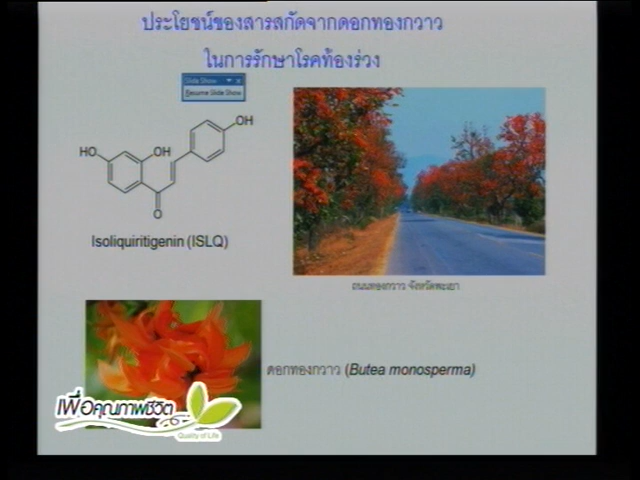 ประโยชน์ของสารสกัดจากดอกทองกวาว
ในการรักษาโรคท้องร่วง
Slide Show
Resume Slide Show
OH
HO
OH
O
Isoliquiritigenin (ISLQ)
ถนนทองกวาว จังหวัดพะเยา
ดอกทองกวาว (Butea monosperma)
เพื่อคุณภาพชีวิต
Quality of Life